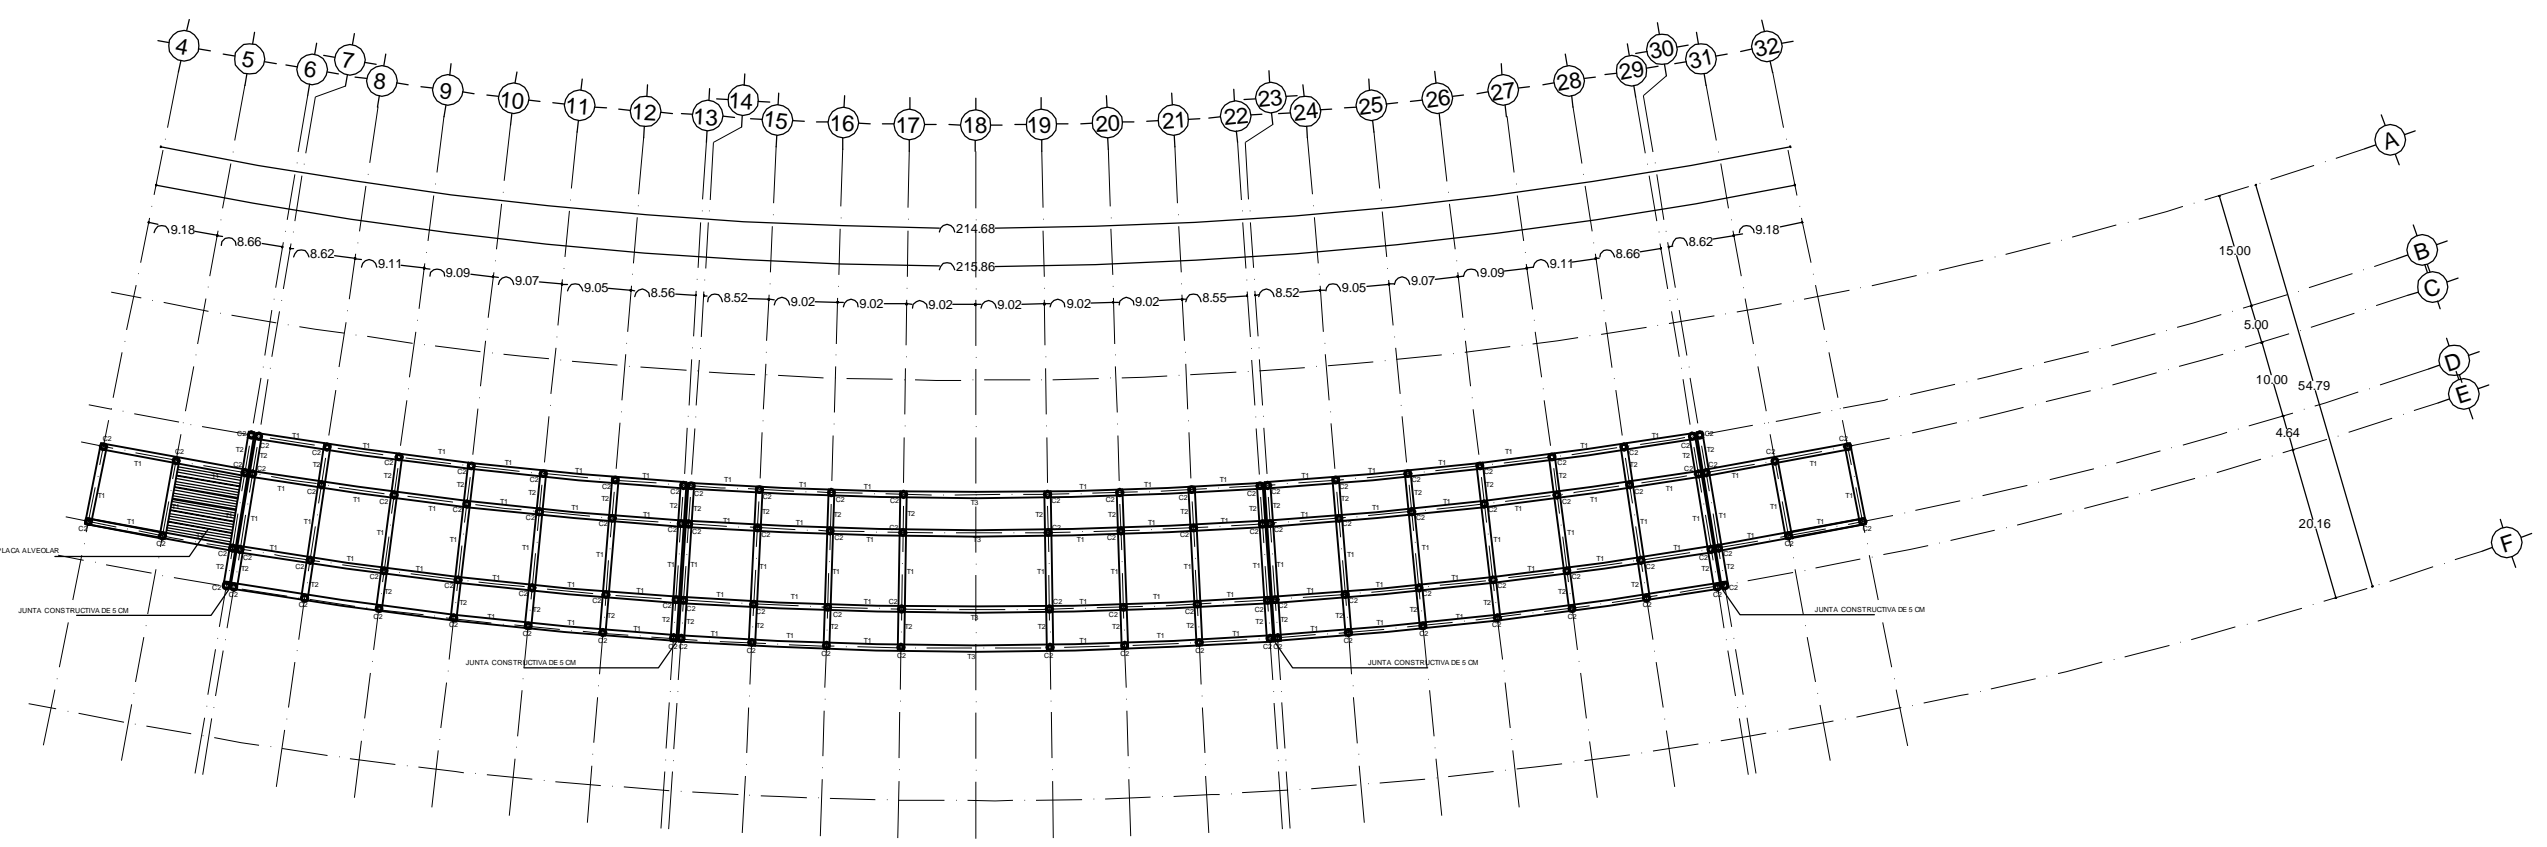 4 5 6 7 8 9 10 11 12 13 14 15 16 17 18 19 20 21 22 23 24 25 26 27 28 29 30 31 32
A
B
C
D
E
F
214.68
215.86
9.18 8.66 8.62 9.11 9.09 9.07 9.05 8.56 8.52 9.02 9.02 9.02 9.02 9.02 9.02 8.55 8.52 9.05 9.07 9.09 9.11 8.66 8.62 9.18
15.00
5.00
10.00
54.79
4.64
20.16
C2 T1 T2 T3
PLACA ALVEOLAR
JUNTA CONSTRUCTIVA DE 5 CM
JUNTA CONSTRUCTIVA DE 5 CM
JUNTA CONSTRUCTIVA DE 5 CM
JUNTA CONSTRUCTIVA DE 5 CM